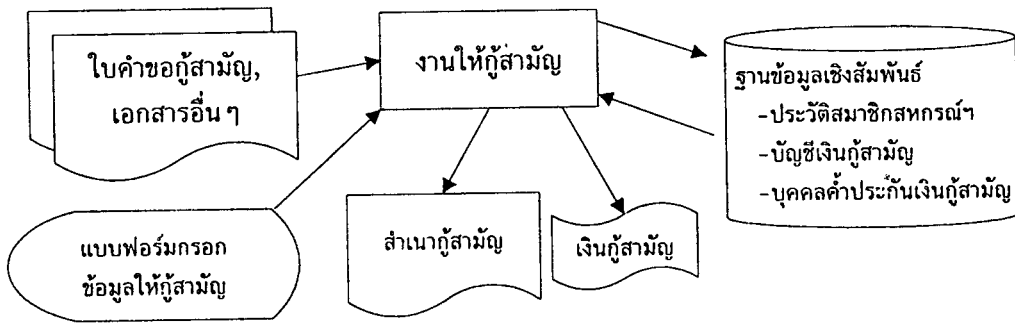 ใบคำขอกู้สามัญ,
เอกสารอื่น ๆ
งานให้กู้สามัญ
ฐานข้อมูลเชิงสัมพันธ์
-ประวัติสมาชิกสหกรณ์ฯ
-บัญชีเงินกู้สามัญ
-บุคคลค้ำประกันเงินกู้สามัญ
แบบฟอร์มกรอก
ข้อมูลให้กู้สามัญ
สำเนากู้สามัญ
เงินกู้สามัญ